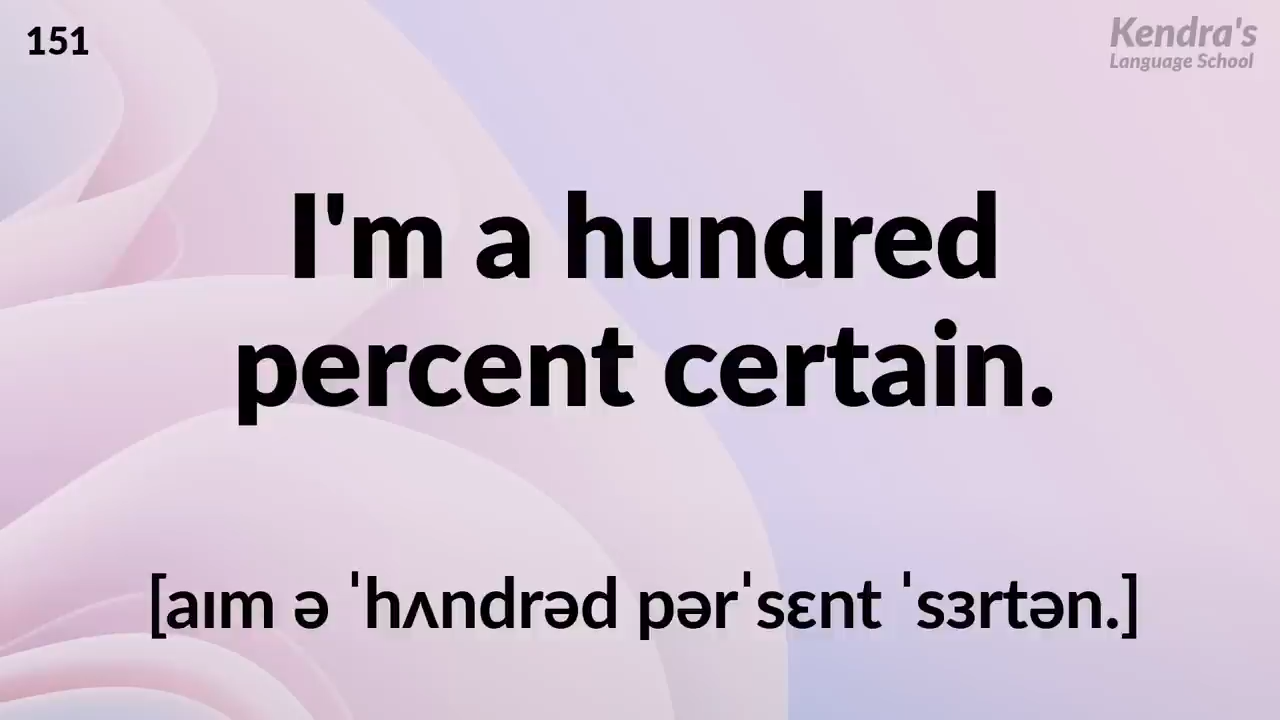 151
Kendra's
Language School
I'm a hundred
percent certain.
[aɪm ə ˈhʌndrəd pərˈsɛnt ˈsɜrtən.]